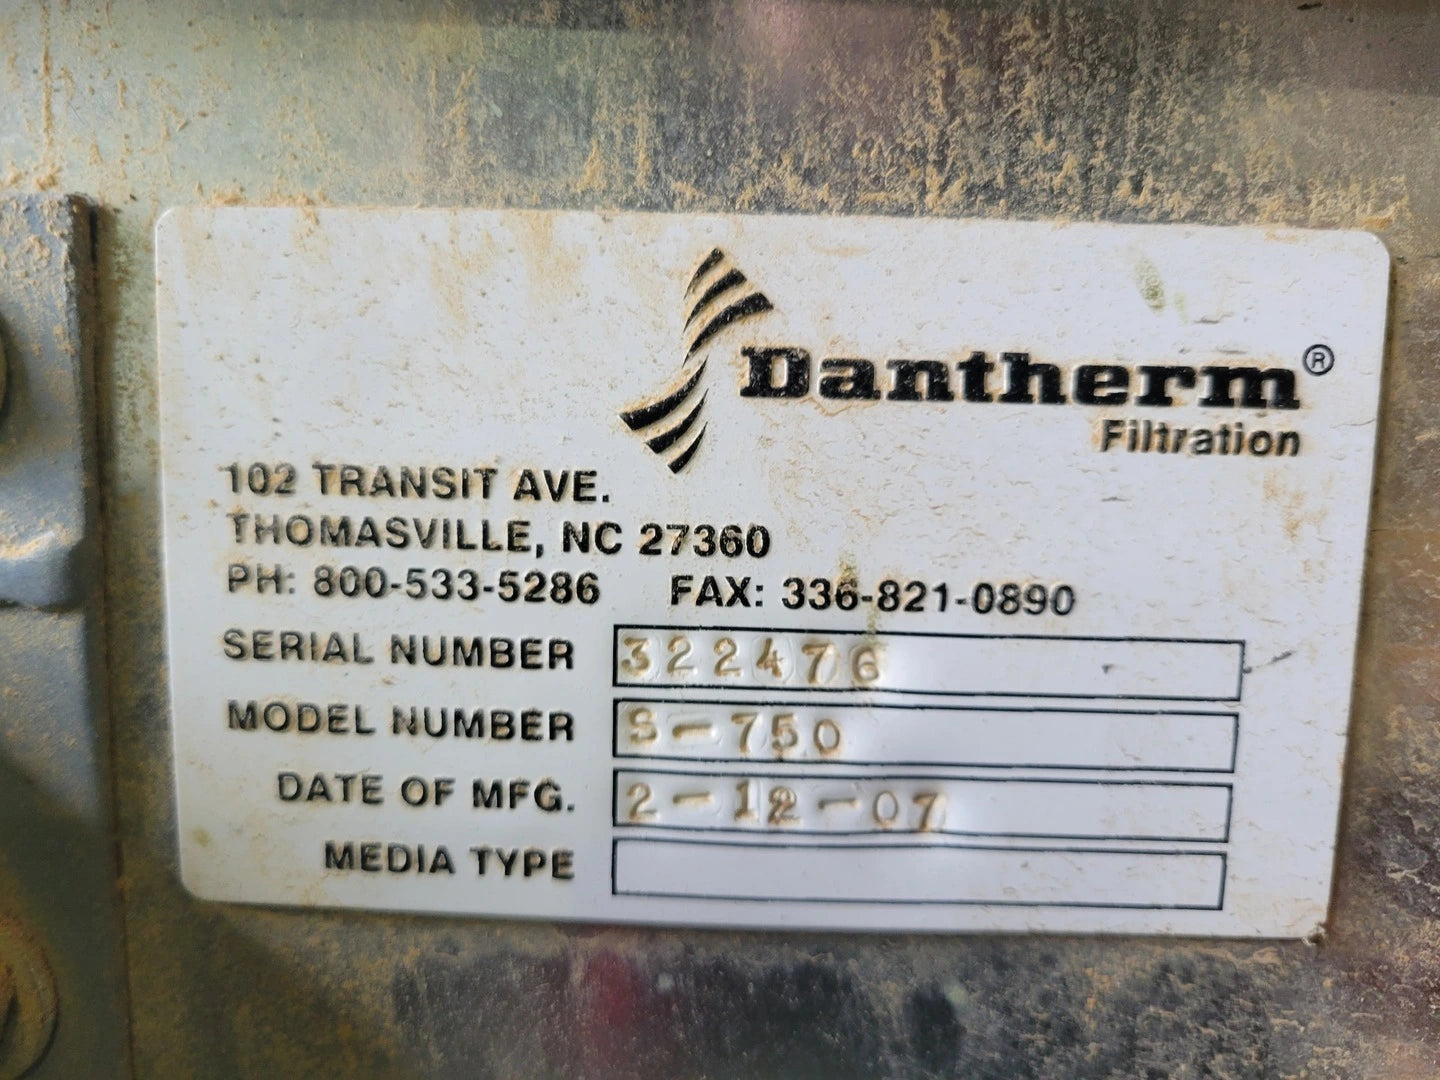 Dantherm®
Filtration
102 TRANSIT AVE.
THOMASVILLE, NC 27360
PH: 800-533-5286 FAX: 336-821-0890
SERIAL NUMBER 322476
MODEL NUMBER S-750
DATE OF MFG. 2-12-07
MEDIA TYPE